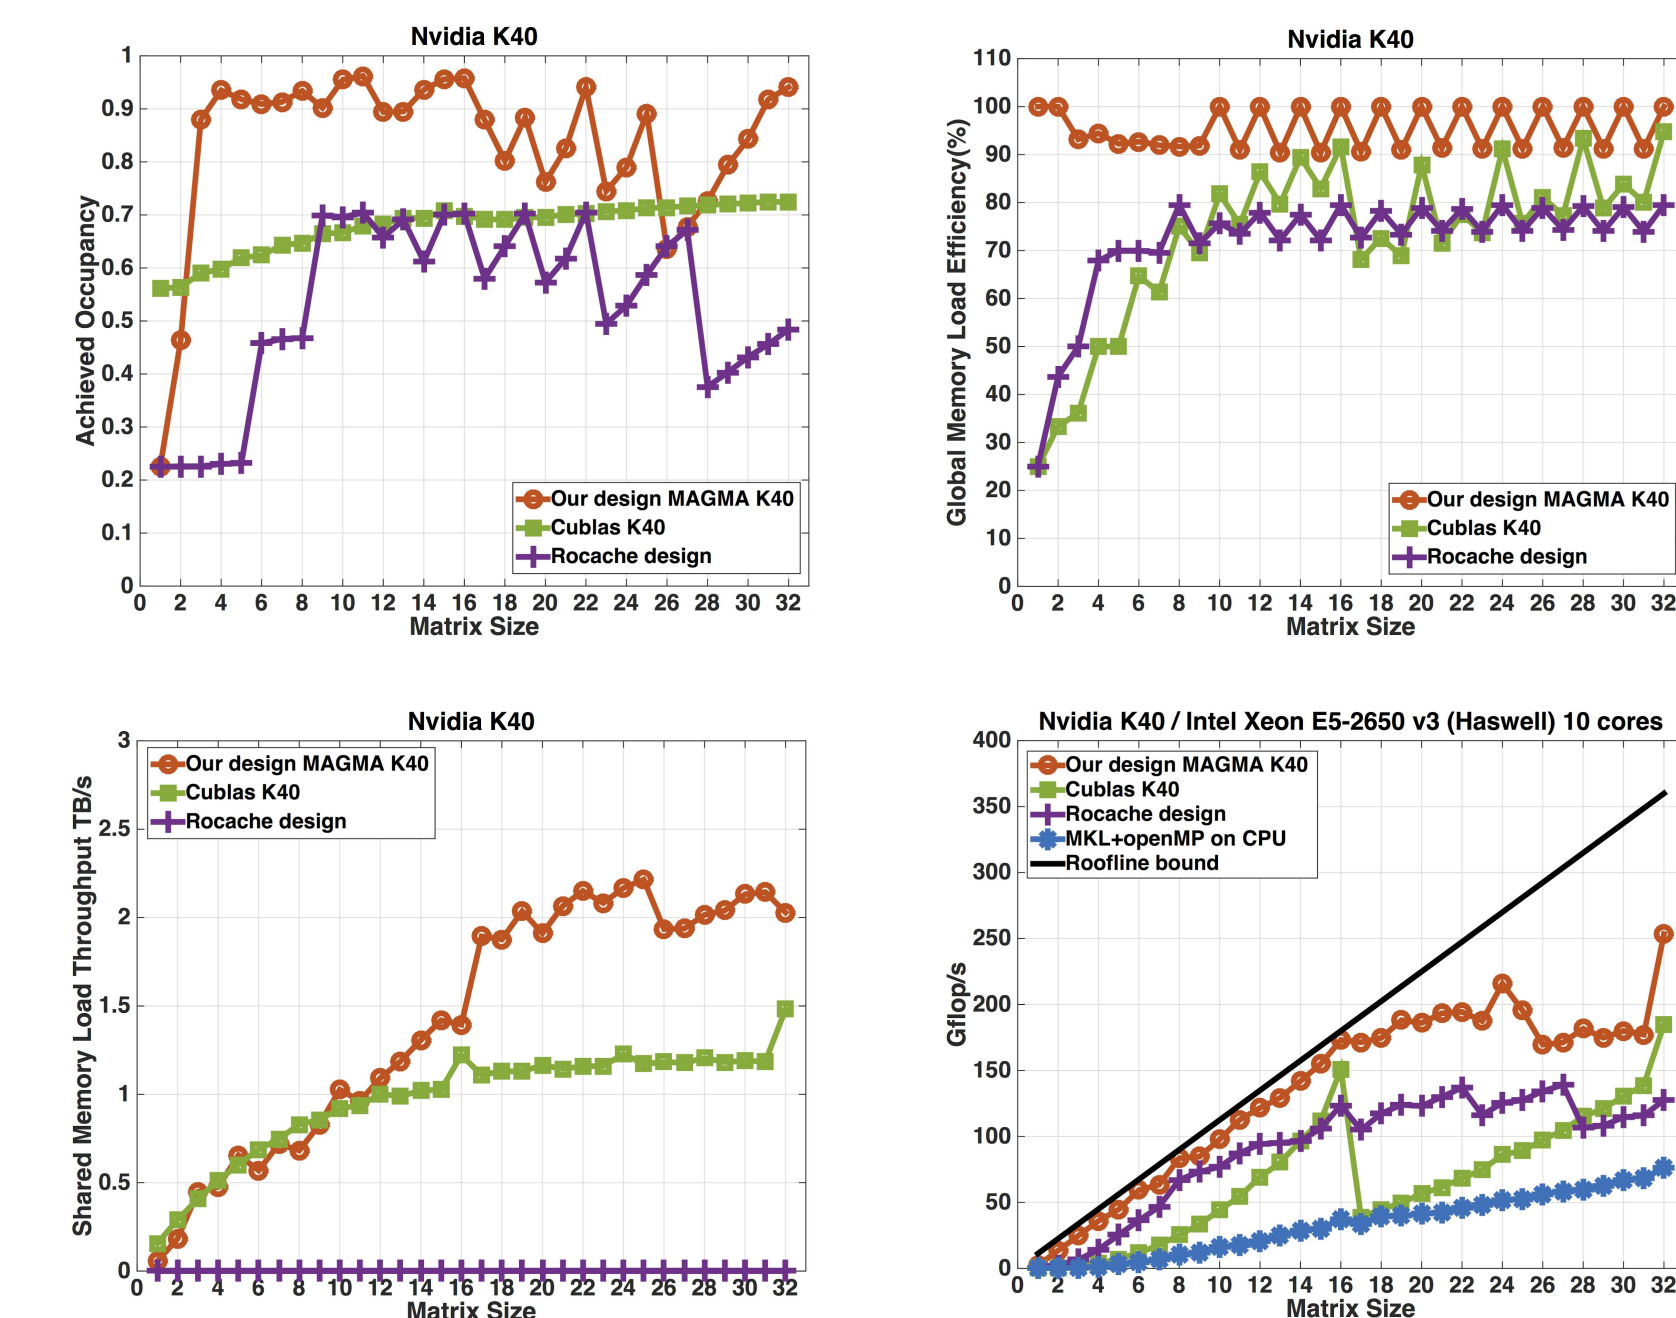 Nvidia K40
1
0.9
0.8
0.7
0.6
0.5
0.4
0.3
0.2
0.1
0
Achieved Occupancy
Our design MAGMA K40
Cublas K40
Rocache design
0 2 4 6 8 10 12 14 16 18 20 22 24 26 28 30 32
Matrix Size
Nvidia K40
110
100
90
80
70
60
50
40
30
20
10
0
Global Memory Load Efficiency(%)
Our design MAGMA K40
Cublas K40
Rocache design
0 2 4 6 8 10 12 14 16 18 20 22 24 26 28 30 32
Matrix Size
Nvidia K40
3
2.5
2
1.5
1
0.5
0
Shared Memory Load Throughput TB/s
Our design MAGMA K40
Cublas K40
Rocache design
0 2 4 6 8 10 12 14 16 18 20 22 24 26 28 30 32
Matrix Size
Nvidia K40 / Intel Xeon E5-2650 v3 (Haswell) 10 cores
400
350
300
250
200
150
100
50
0
Gflop/s
Our design MAGMA K40
Cublas K40
Rocache design
MKL+openMP on CPU
Roofline bound
0 2 4 6 8 10 12 14 16 18 20 22 24 26 28 30 32
Matrix Size